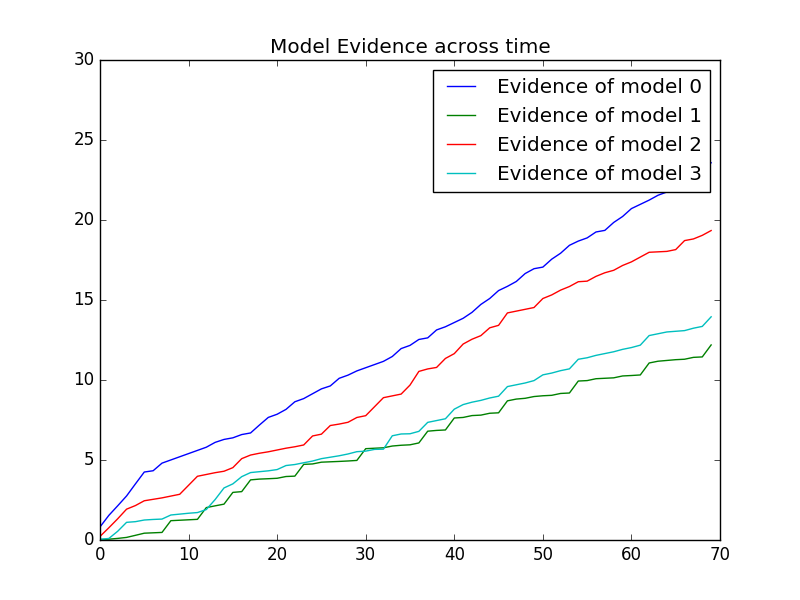 Model Evidence across time
30
25
20
15
10
5
0
Evidence of model 0
Evidence of model 1
Evidence of model 2
Evidence of model 3
0 10 20 30 40 50 60 70